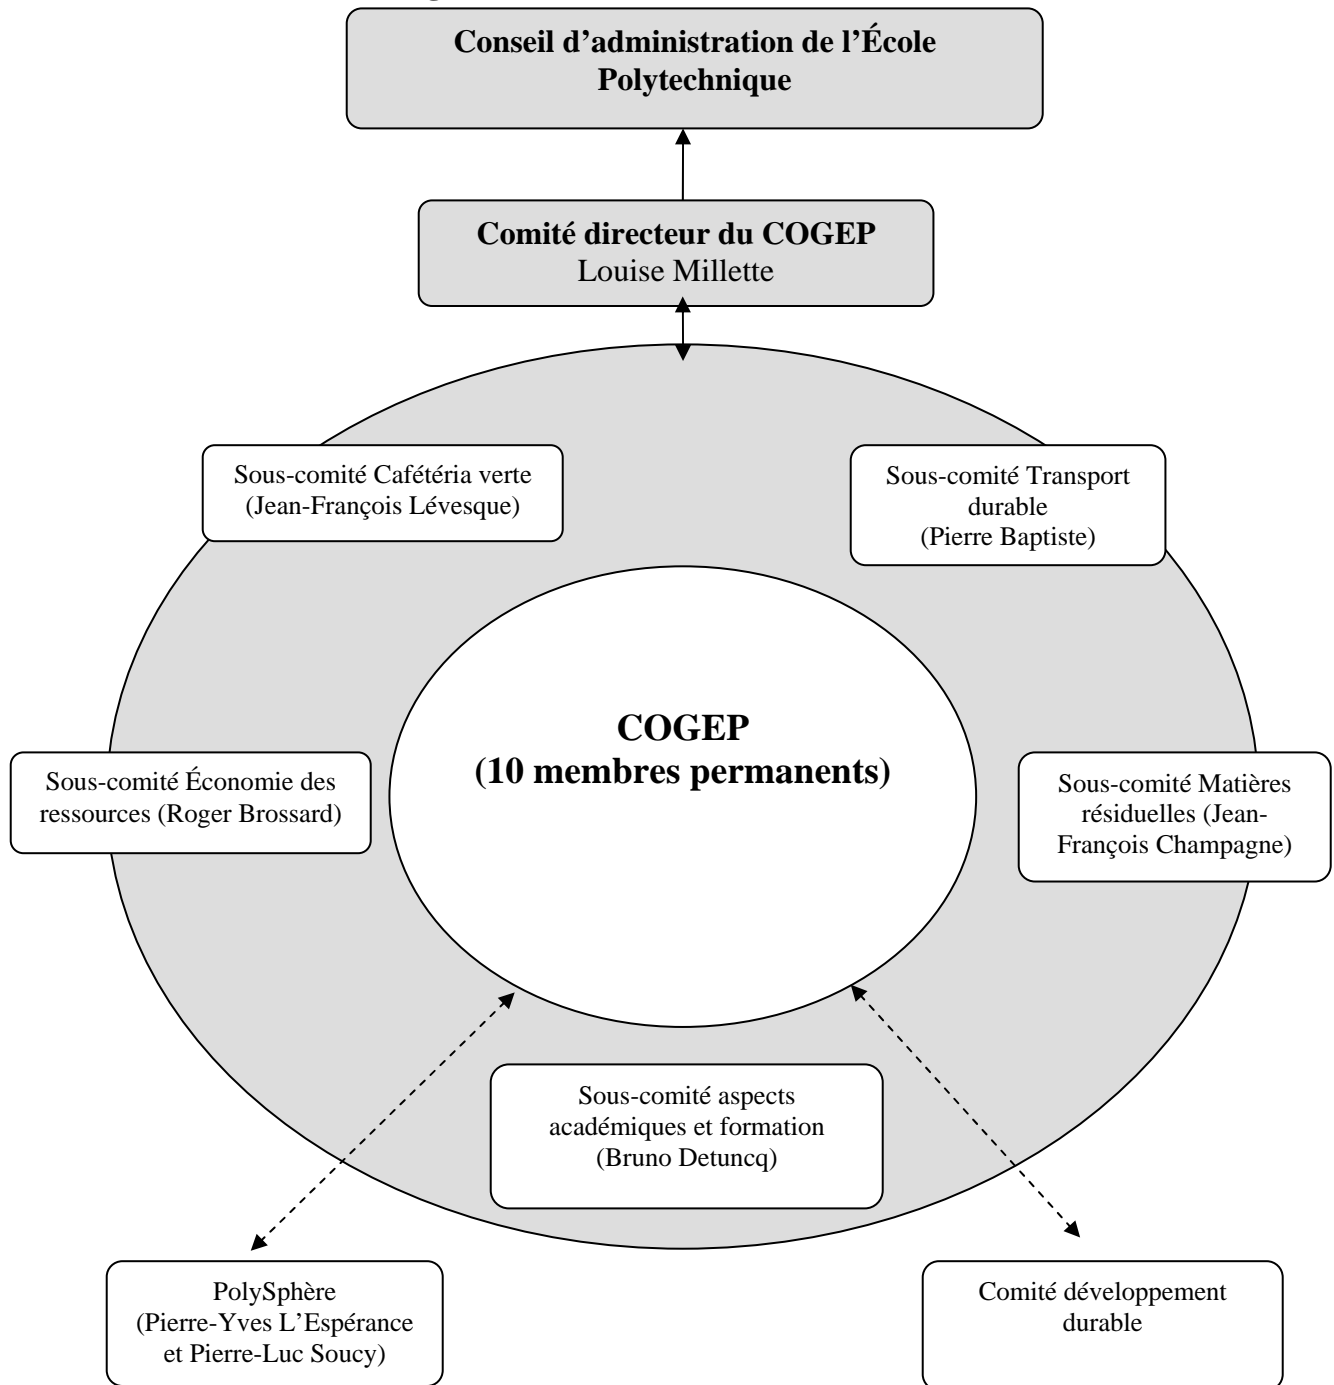 Conseil d’administration de l’École
Polytechnique
Comité directeur du COGEP
Louise Millette
Sous-comité Cafétéria verte
(Jean-François Lévesque)
Sous-comité Transport
durable
(Pierre Baptiste)
COGEP
(10 membres permanents)
Sous-comité Économie des
ressources (Roger Brossard)
Sous-comité Matières
résiduelles (Jean-
François Champagne)
Sous-comité aspects
académiques et formation
(Bruno Detuncq)
PolySphère
(Pierre-Yves L’Espérance
et Pierre-Luc Soucy)
Comité développement
durable